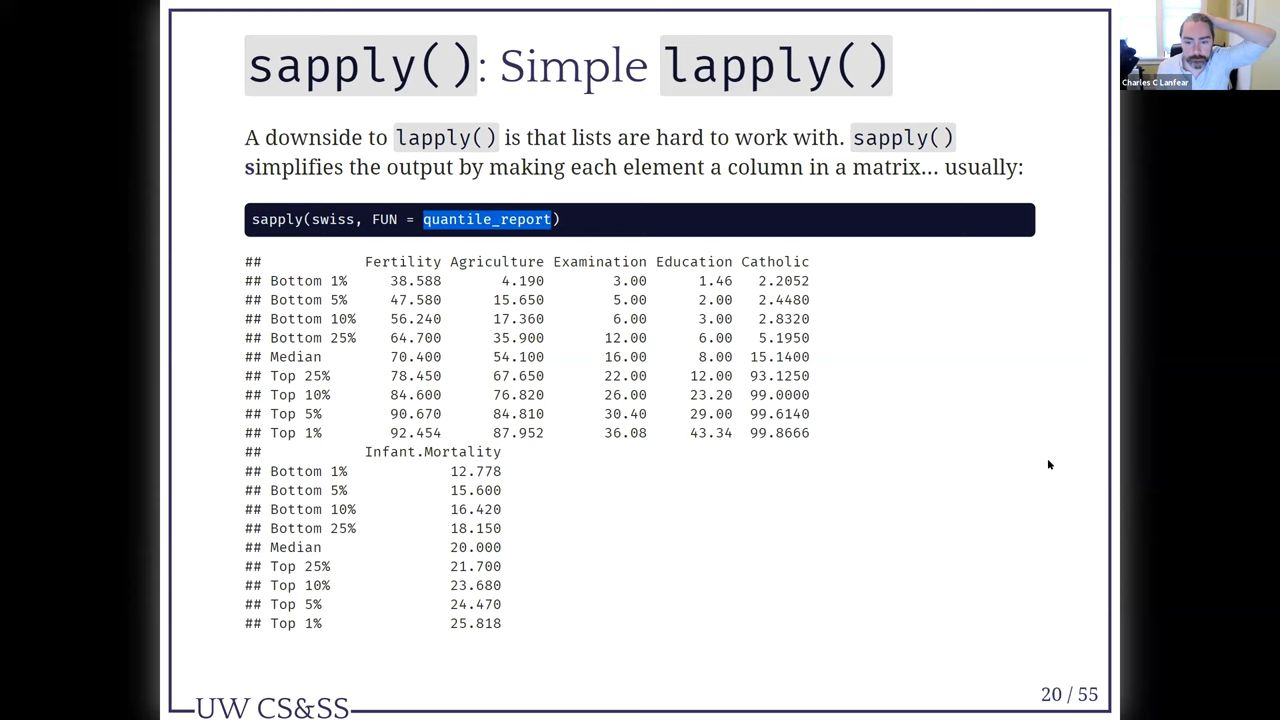 sapply(): Simple lapply()
A downside to lapply() is that lists are hard to work with. sapply()
simplifies the output by making each element a column in a matrix… usually:
sapply(swiss, FUN = quantile_report)
##            Fertility Agriculture Examination Education Catholic
## Bottom 1%     38.588       4.190        3.00      1.46   2.2052
## Bottom 5%     47.580      15.650        5.00      2.00   2.4480
## Bottom 10%    56.240      17.360        6.00      3.00   2.8320
## Bottom 25%    64.700      35.900       12.00      6.00   5.1950
## Median        70.400      54.100       16.00      8.00  15.1400
## Top 25%       78.450      67.650       22.00     12.00  93.1250
## Top 10%       84.600      76.820       26.00     23.20  99.0000
## Top 5%        90.670      84.810       30.40     29.00  99.6140
## Top 1%        92.454      87.952       36.08     43.34  99.8666
##            Infant.Mortality
## Bottom 1%            12.778
## Bottom 5%            15.600
## Bottom 10%           16.420
## Bottom 25%           18.150
## Median               20.000
## Top 25%              21.700
## Top 10%              23.680
## Top 5%               24.470
## Top 1%               25.818
UW CS&SS
20 / 55
Charles C Lanfear